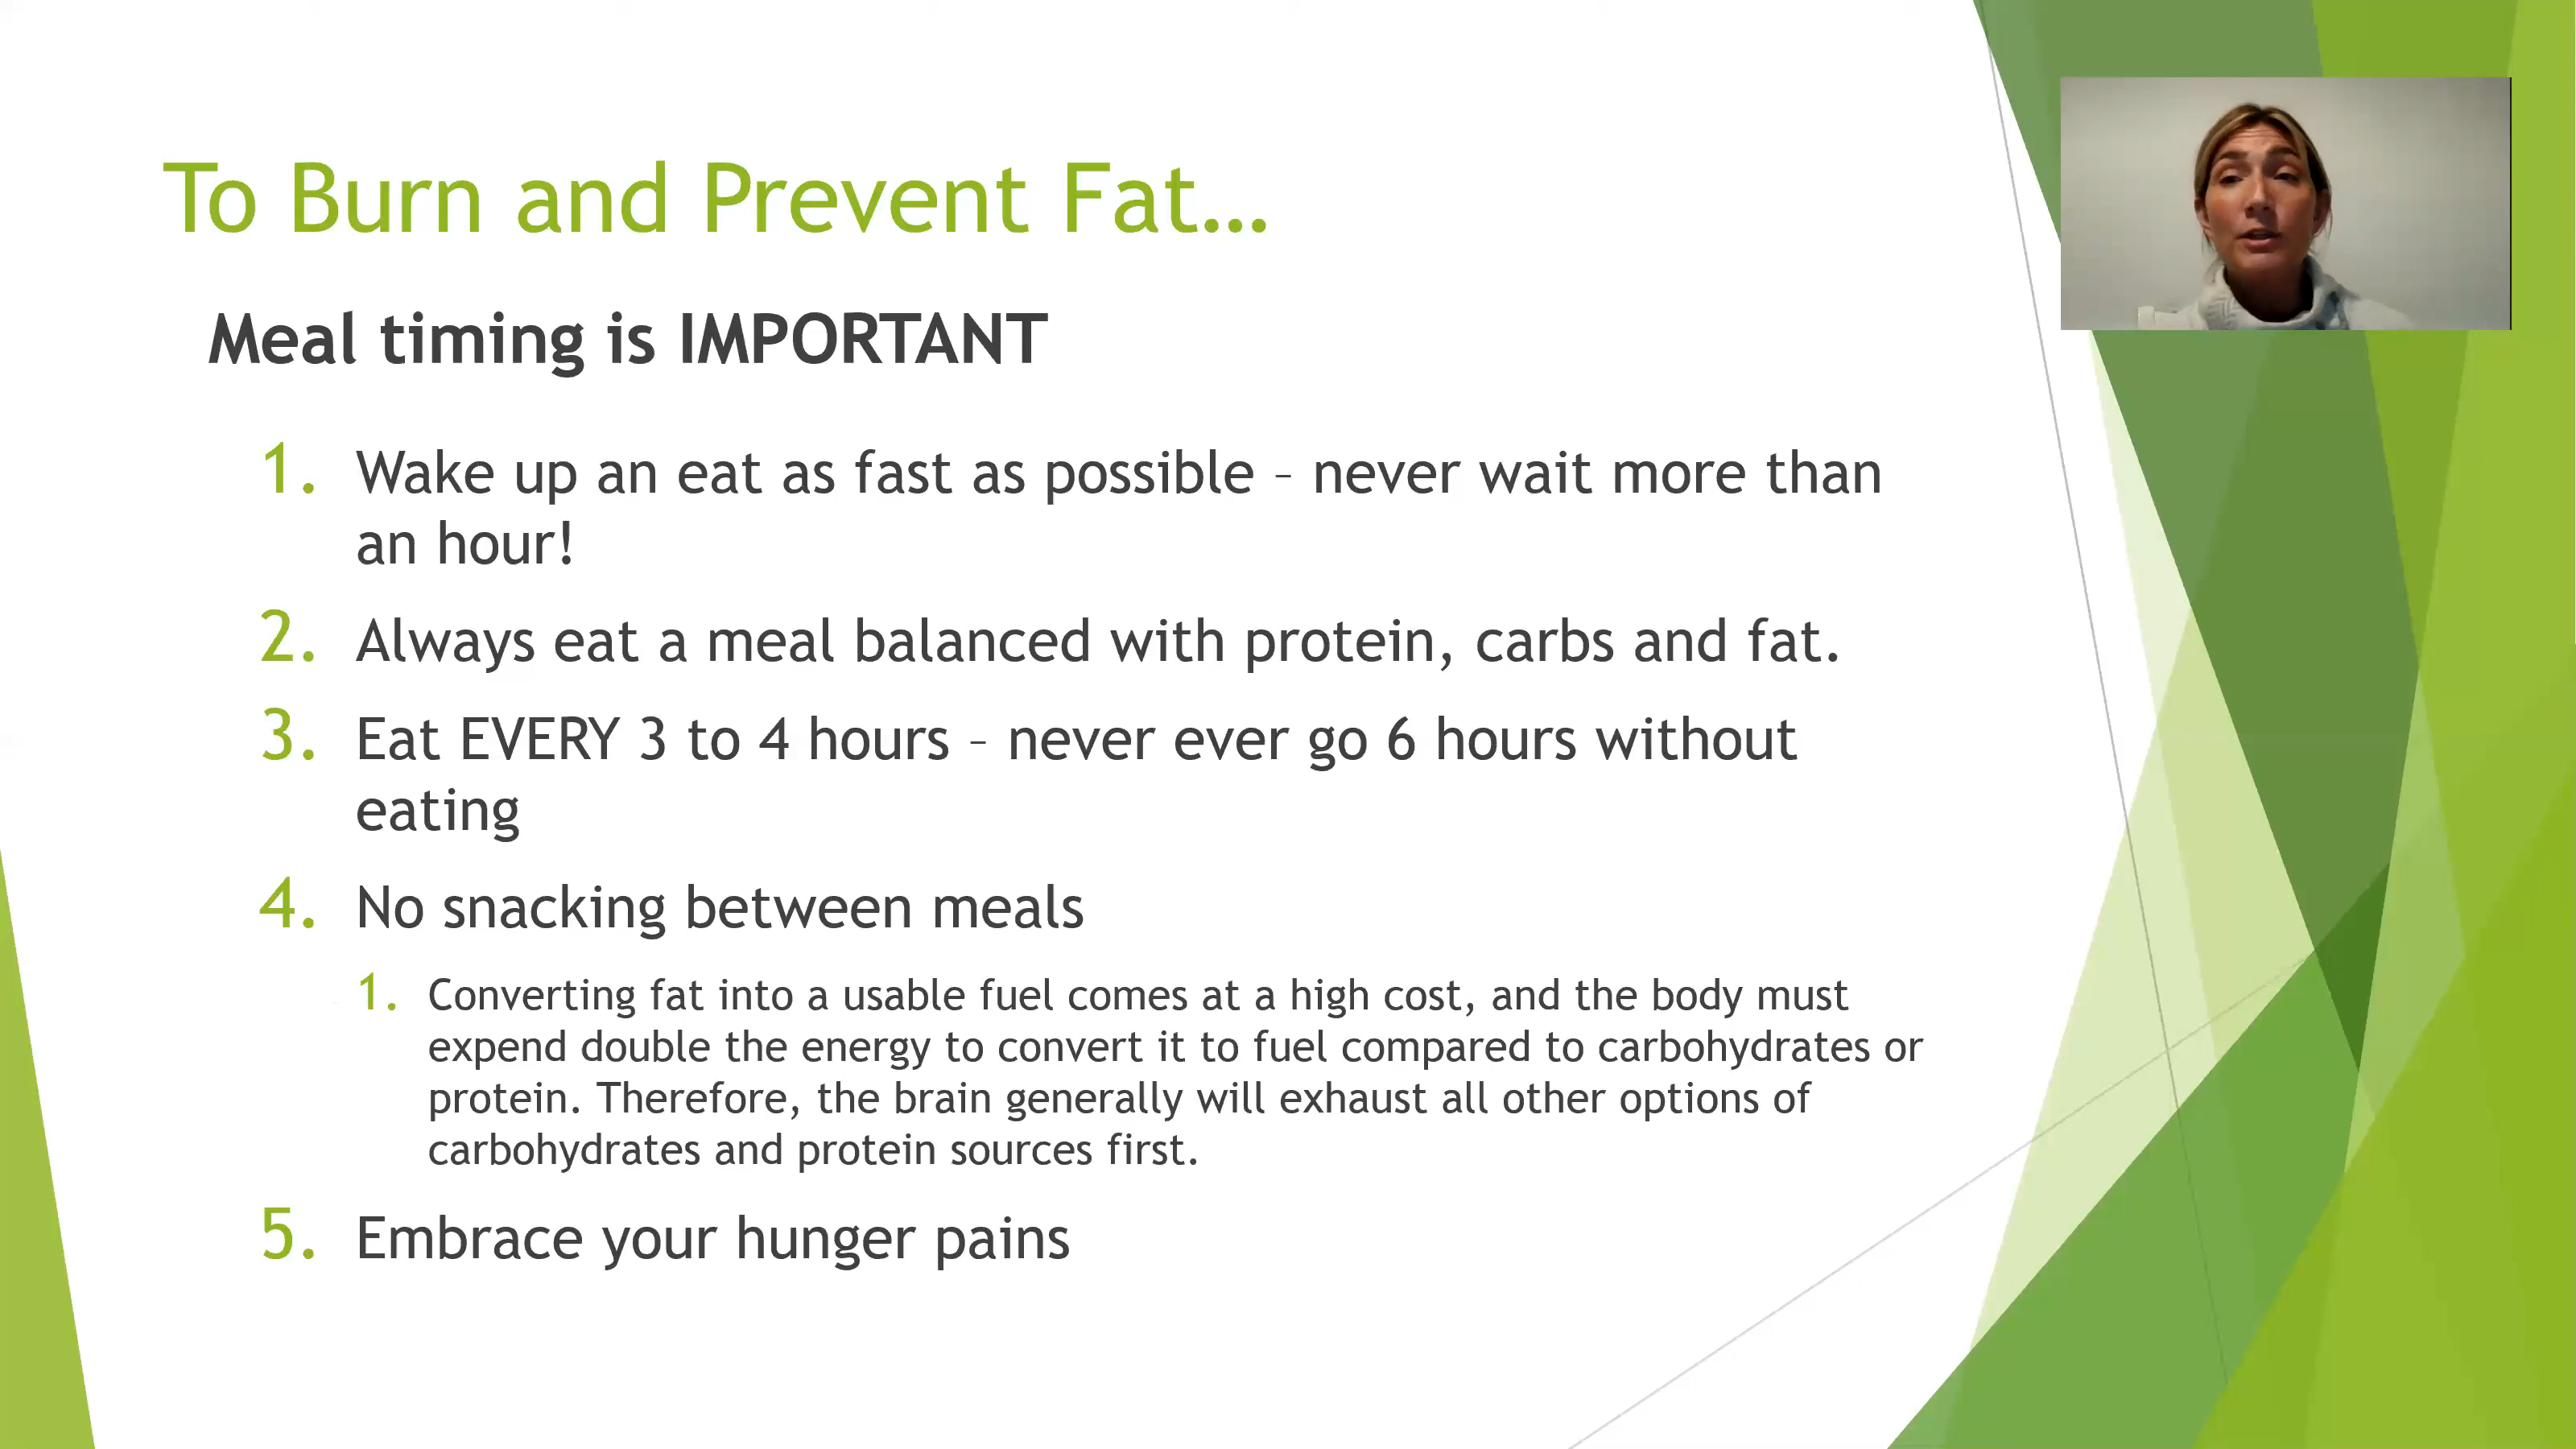 To Burn and Prevent Fat…
Meal timing is IMPORTANT
1. Wake up an eat as fast as possible – never wait more than
an hour!
2. Always eat a meal balanced with protein, carbs and fat.
3. Eat EVERY 3 to 4 hours – never ever go 6 hours without
eating
4. No snacking between meals
1. Converting fat into a usable fuel comes at a high cost, and the body must
expend double the energy to convert it to fuel compared to carbohydrates or
protein. Therefore, the brain generally will exhaust all other options of
carbohydrates and protein sources first.
5. Embrace your hunger pains